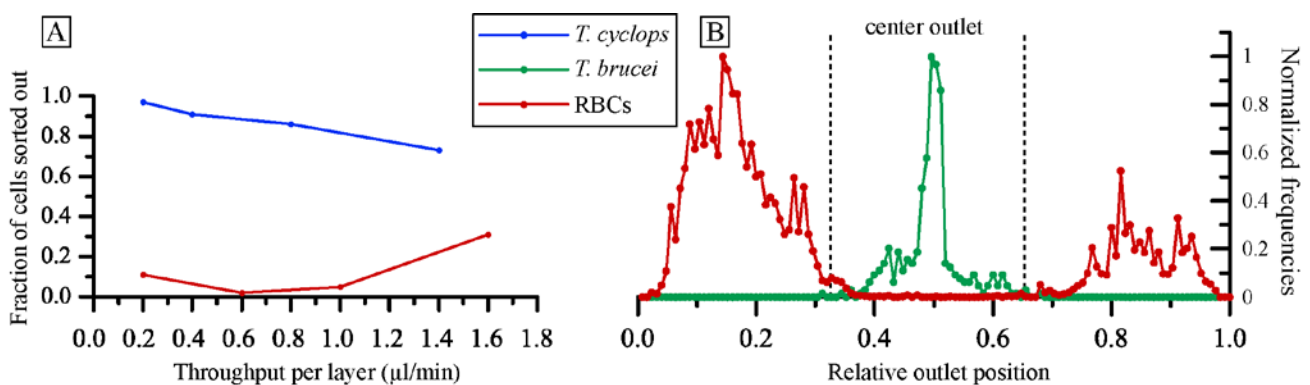 A
T. cyclops
T. brucei
RBCs
Fraction of cells sorted out
1.0
0.8
0.6
0.4
0.2
0.0
0.0 0.2 0.4 0.6 0.8 1.0 1.2 1.4 1.6 1.8
Throughput per layer (µl/min)
B
center outlet
1
0.8
0.6
0.4
0.2
0
Normalized frequencies
0.0 0.2 0.4 0.6 0.8 1.0
Relative outlet position